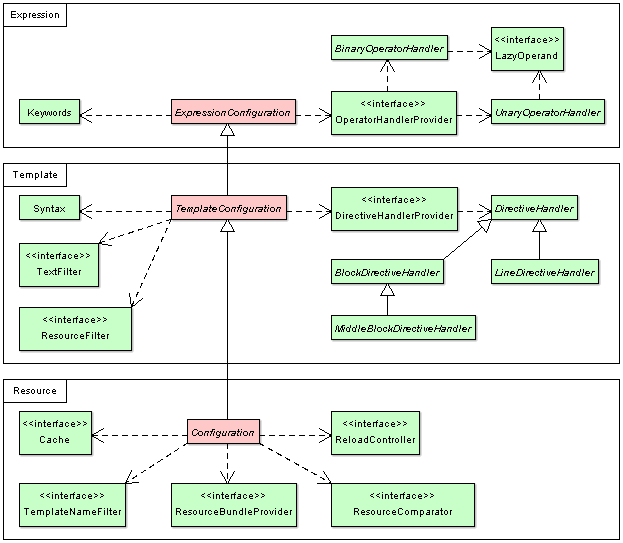 Expression
BinaryOperatorHandler
<<interface>>
LazyOperand
Keywords
ExpressionConfiguration
<<interface>>
OperatorHandlerProvider
UnaryOperatorHandler
Template
Syntax
TemplateConfiguration
<<interface>>
DirectiveHandlerProvider
DirectiveHandler
<<interface>>
TextFilter
BlockDirectiveHandler
LineDirectiveHandler
<<interface>>
ResourceFilter
MiddleBlockDirectiveHandler
Resource
<<interface>>
Cache
Configuration
<<interface>>
ReloadController
<<interface>>
TemplateNameFilter
<<interface>>
ResourceBundleProvider
<<interface>>
ResourceComparator